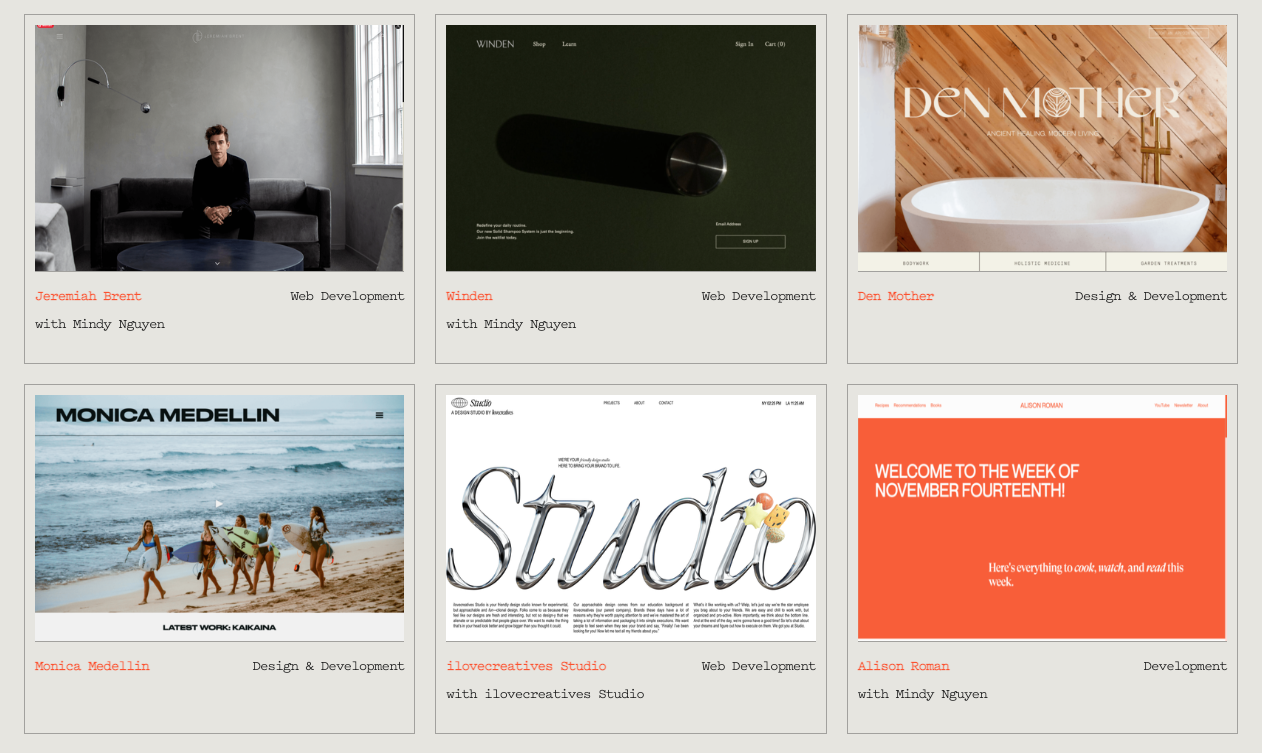 JEREMIAH BRENT
WINDEN Shop Learn Sign In Cart (0)
Redefine your daily routine.
Our new Solid Shampoo System is just the beginning.
Join the waitlist today.
Email Address
SIGN UP
DEN MOTHER
ANCIENT HEALING. MODERN LIVING.
BODYWORK HOLISTIC MEDICINE GARDEN TREATMENTS
Jeremiah Brent Web Development
with Mindy Nguyen
Winden Web Development
with Mindy Nguyen
Den Mother Design & Development
MONICA MEDELLIN
LATEST WORK: KAIKAINA
Studio PROJECTS ABOUT CONTACT NY 02:20 PM LA 11:20 AM
A DESIGN STUDIO BY ilovecreatives
WE'RE YOUR friendly design studio
HERE TO BRING YOUR BRAND TO LIFE.
Studio
Recipes Recommendations Books ALISON ROMAN YouTube Newsletter About
WELCOME TO THE WEEK OF
NOVEMBER FOURTEENTH!
Here's everything to cook, watch, and read this
week.
Monica Medellin Design & Development
ilovecreatives Studio Web Development
with ilovecreatives Studio
Alison Roman Development
with Mindy Nguyen